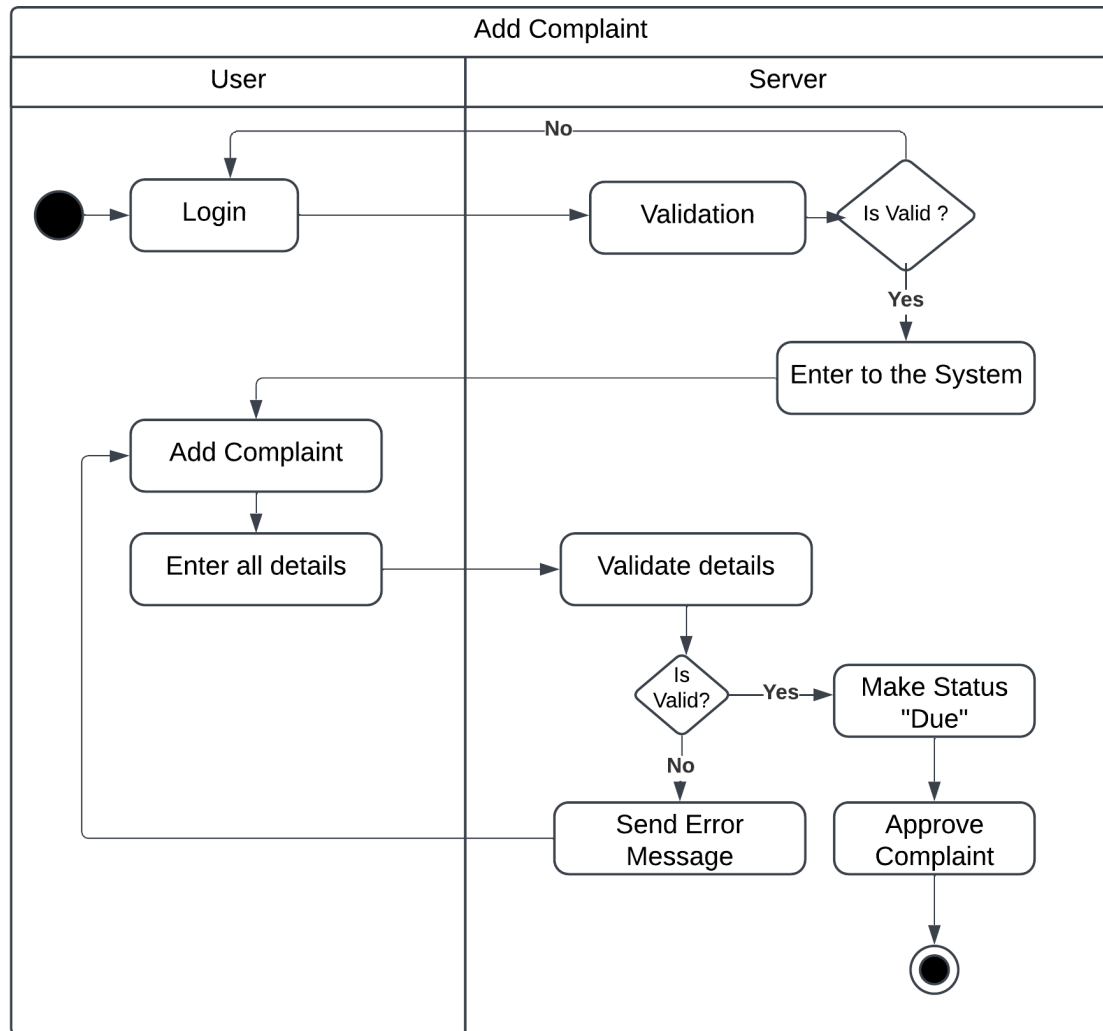 Add Complaint
User
Server
No
Login
Validation
Is Valid ?
Yes
Enter to the System
Add Complaint
Enter all details
Validate details
Is
Valid?
Yes
Make Status
"Due"
No
Send Error
Message
Approve
Complaint